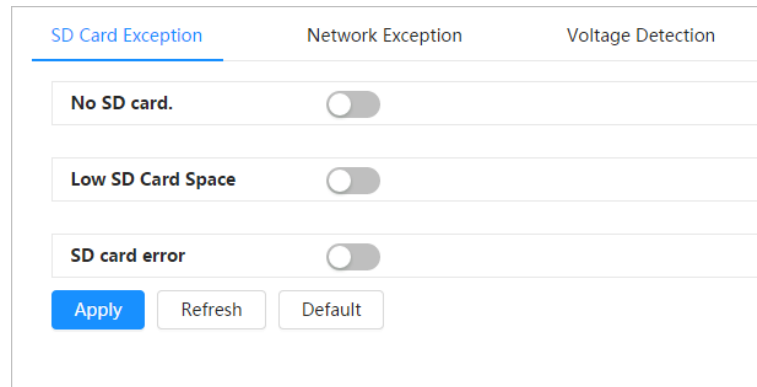 SD Card Exception Network Exception Voltage Detection
No SD card.
Low SD Card Space
SD card error
Apply Refresh Default